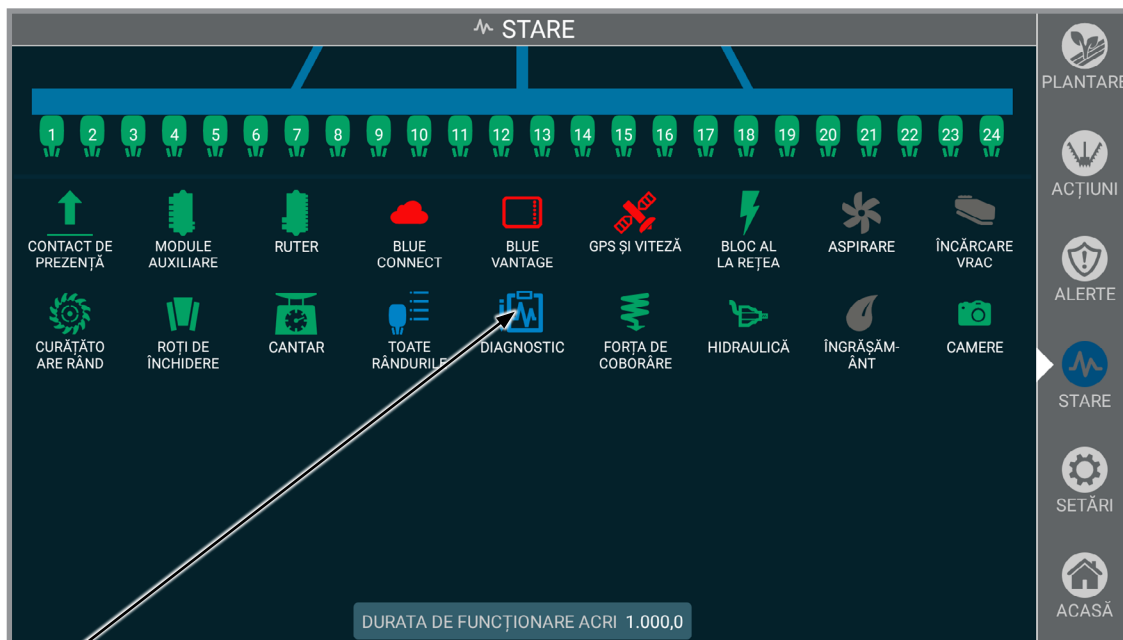 STARE
1 2 3 4 5 6 7 8 9 10 11 12 13 14 15 16 17 18 19 20 21 22 23 24
CONTACT DE
PREZENȚĂ
MODULE
AUXILIARE
RUTER
BLUE
CONNECT
BLUE
VANTAGE
GPS ȘI VITEZĂ
BLOC AL
LA REȚEA
ASPIRARE
ÎNCĂRCARE
VRAC
CURĂȚĂTO
ARE RÂND
ROȚI DE
ÎNCHIDERE
CANTAR
TOATE
RÂNDURILE
DIAGNOSTIC
FORȚA DE
COBORÂRE
HIDRAULICĂ
ÎNGRĂȘĂM-
ÂNT
CAMERE
DURATA DE FUNCȚIONARE ACRI 1.000,0
PLANTARE
ACȚIUNI
ALERTE
STARE
SETĂRI
ACASĂ